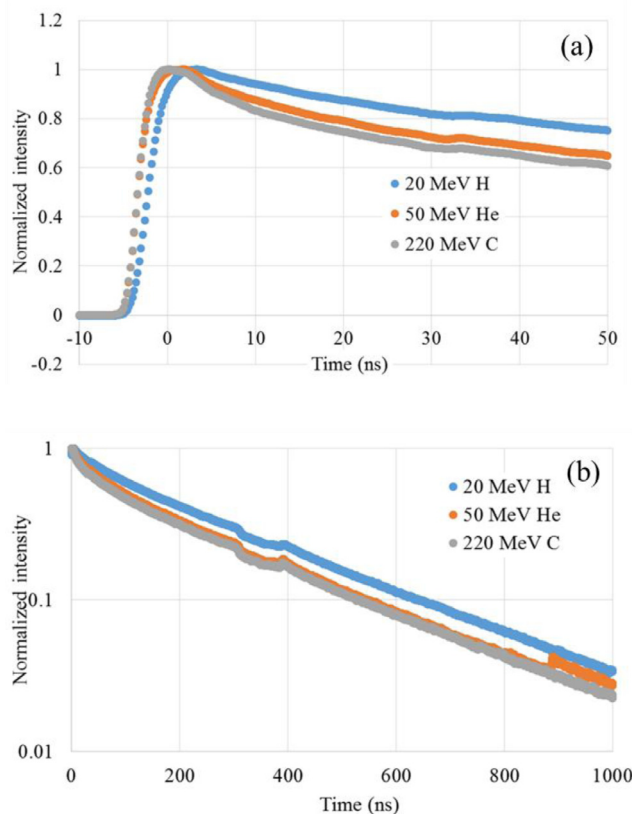 (a)
1.2
1
0.8
0.6
0.4
0.2
0
-0.2
Normalized intensity
20 MeV H
50 MeV He
220 MeV C
-10 0 10 20 30 40 50
Time (ns)
(b)
1
0.1
0.01
Normalized intensity
20 MeV H
50 MeV He
220 MeV C
0 200 400 600 800 1000
Time (ns)